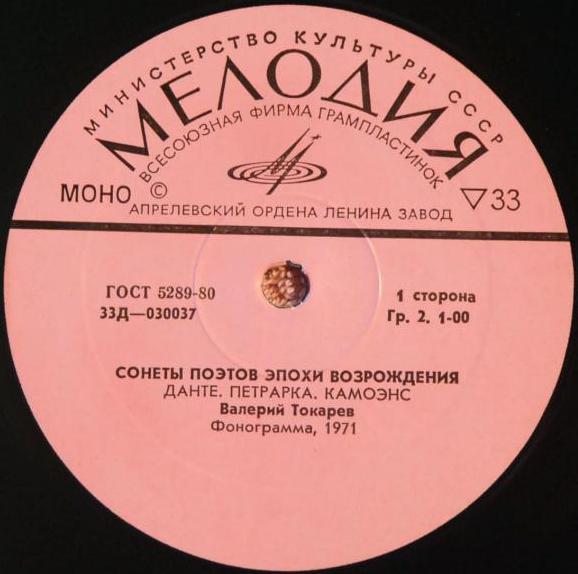 МИНИСТЕРСТВО КУЛЬТУРЫ СССР
МЕЛОДИЯ
ВСЕСОЮЗНАЯ ФИРМА ГРАМПЛАСТИНОК
МОНО © ▽33
АПРЕЛЕВСКИЙ ОРДЕНА ЛЕНИНА ЗАВОД
ГОСТ 5289-80
33Д—030037
1 сторона
Гр. 2. 1-00
СОНЕТЫ ПОЭТОВ ЭПОХИ ВОЗРОЖДЕНИЯ
ДАНТЕ. ПЕТРАРКА. КАМОЭНС
Валерий Токарев
Фонограмма, 1971